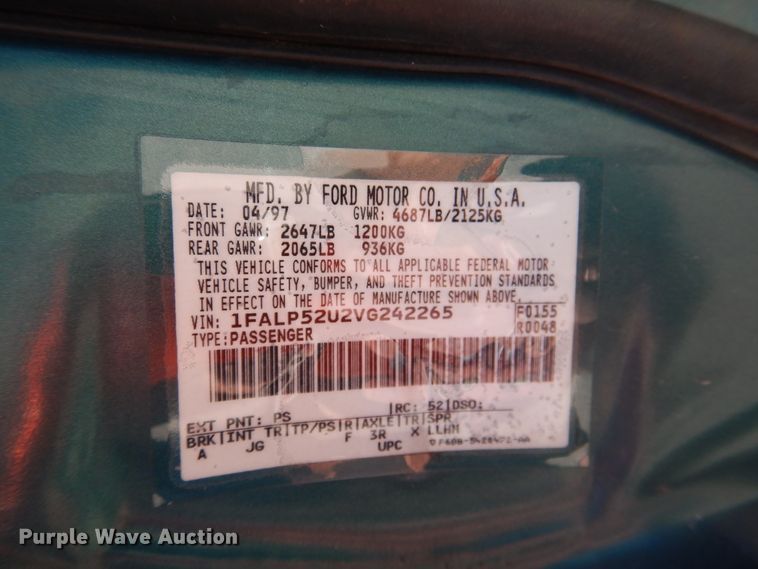 MFD. BY FORD MOTOR CO. IN U.S.A.
DATE: 04/97 GVWR: 4687LB/2125KG
FRONT GAWR: 2647LB 1200KG
REAR GAWR: 2065LB 936KG
THIS VEHICLE CONFORMS TO ALL APPLICABLE FEDERAL MOTOR
VEHICLE SAFETY, BUMPER, AND THEFT PREVENTION STANDARDS
IN EFFECT ON THE DATE OF MANUFACTURE SHOWN ABOVE.
VIN: 1FALP52U2VG242265 F0155
TYPE: PASSENGER R0048
EXT PNT: PS RC: 52 DSO:
BRK INT TR TP/PS R AXLE TR SPR
A JG F 3R X LLHM
UPC
Purple Wave Auction®